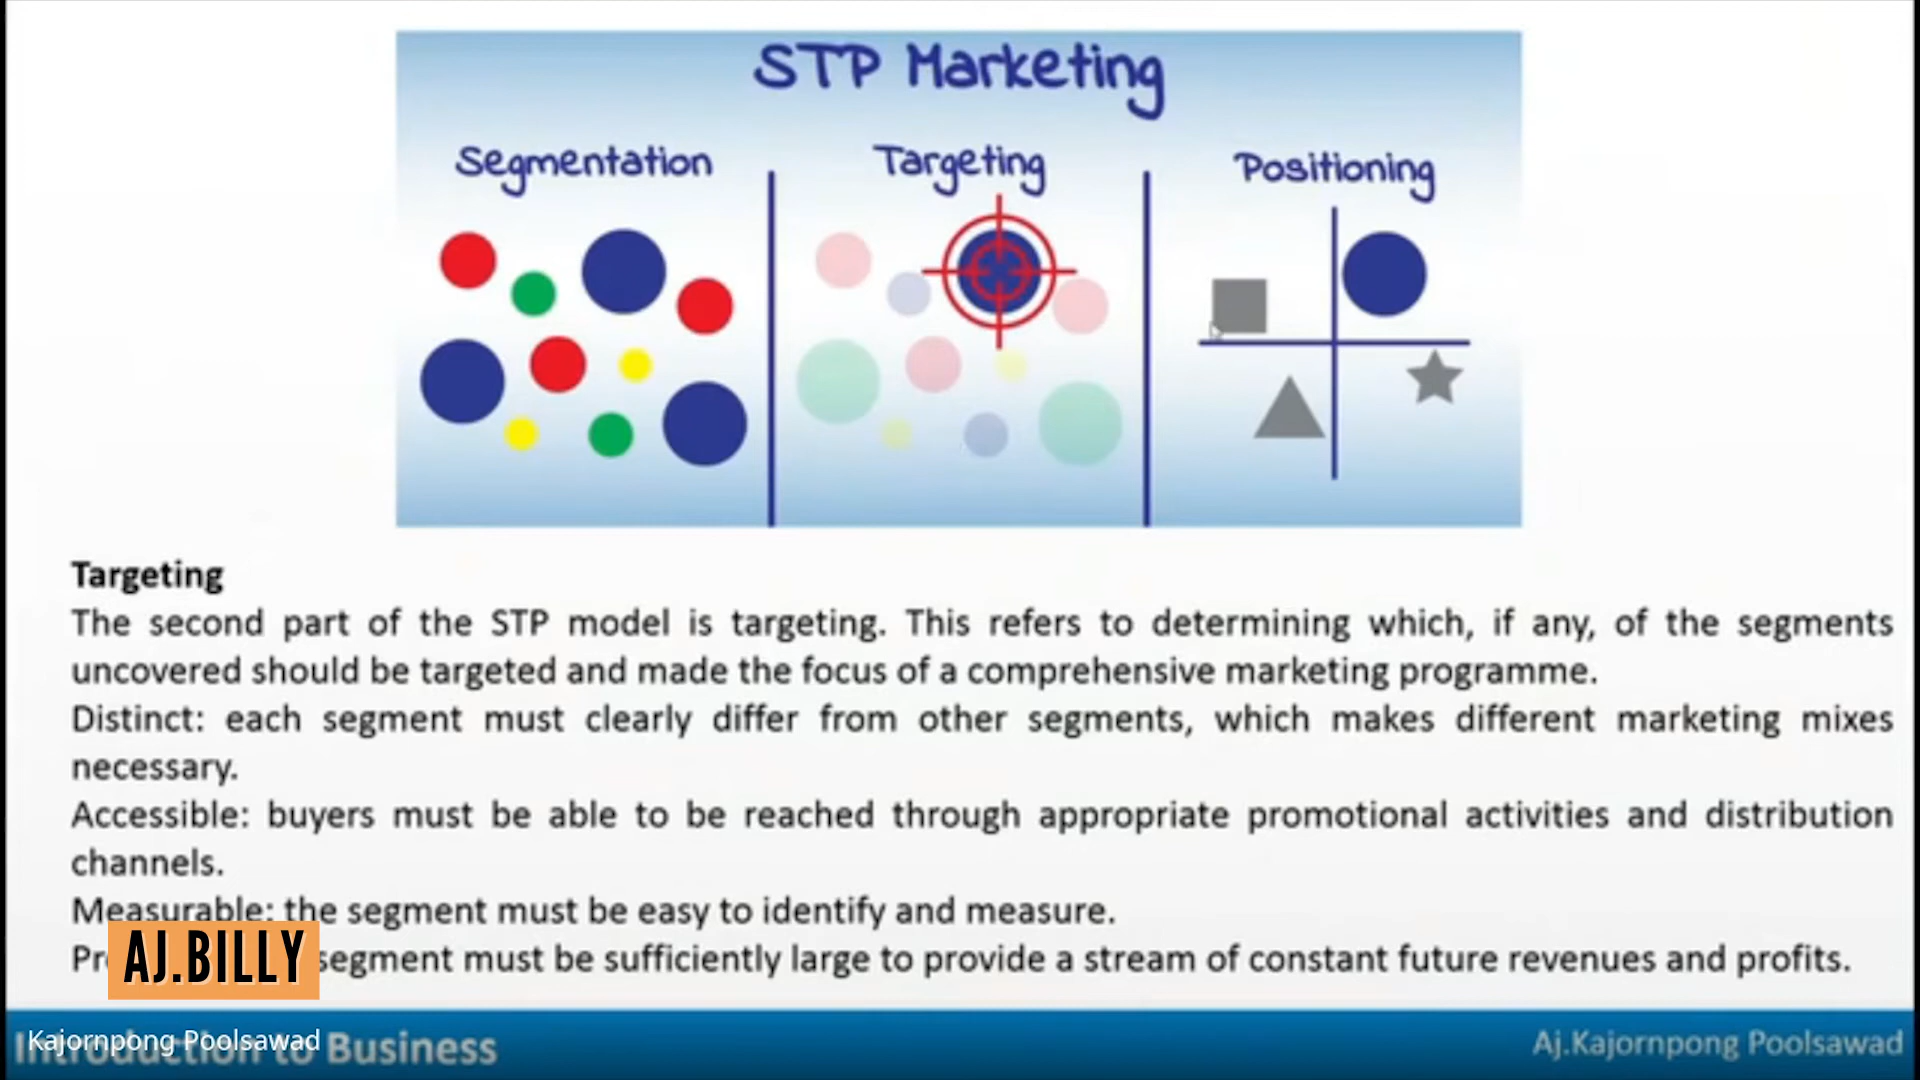 STP Marketing
Segmentation
Targeting
Positioning
Targeting
The second part of the STP model is targeting. This refers to determining which, if any, of the segments
uncovered should be targeted and made the focus of a comprehensive marketing programme.
Distinct: each segment must clearly differ from other segments, which makes different marketing mixes
necessary.
Accessible: buyers must be able to be reached through appropriate promotional activities and distribution
channels.
Measurable: the segment must be easy to identify and measure.
segment must be sufficiently large to provide a stream of constant future revenues and profits.
AJ.BILLY
Kajornpong Poolsawad
Introduction to Business
Aj.Kajornpong Poolsawad